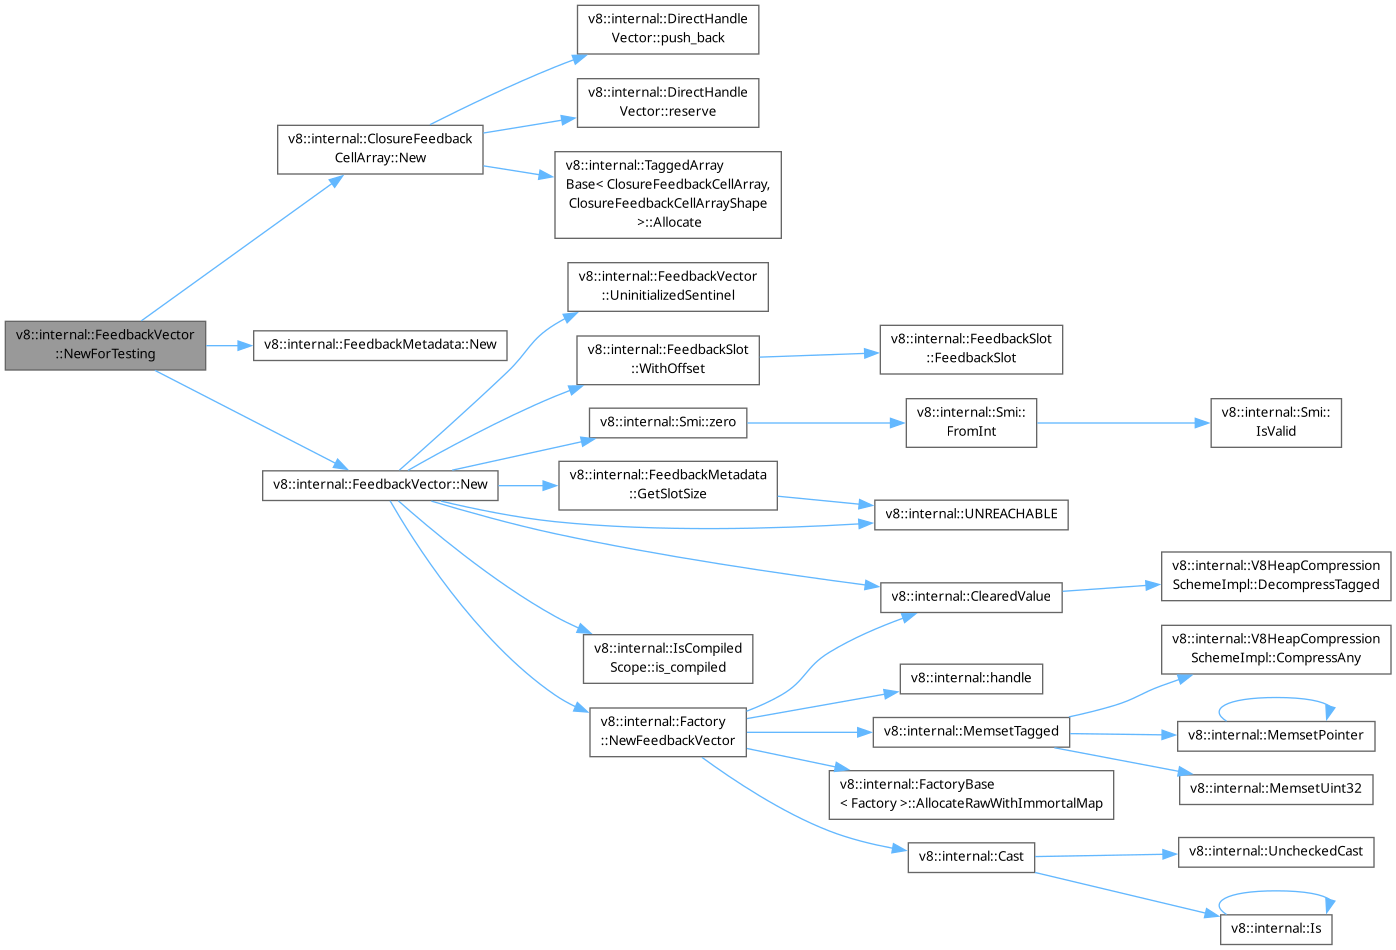 v8::internal::DirectHandle
Vector::push_back
v8::internal::DirectHandle
Vector::reserve
v8::internal::ClosureFeedback
CellArray::New
v8::internal::TaggedArray
Base< ClosureFeedbackCellArray,
ClosureFeedbackCellArrayShape
>::Allocate
v8::internal::FeedbackVector
::UninitializedSentinel
v8::internal::FeedbackVector
::NewForTesting
v8::internal::FeedbackMetadata::New
v8::internal::FeedbackSlot
::WithOffset
v8::internal::FeedbackSlot
::FeedbackSlot
v8::internal::Smi::zero
v8::internal::Smi::
FromInt
v8::internal::Smi::
IsValid
v8::internal::FeedbackVector::New
v8::internal::FeedbackMetadata
::GetSlotSize
v8::internal::UNREACHABLE
v8::internal::ClearedValue
v8::internal::V8HeapCompression
SchemeImpl::DecompressTagged
v8::internal::IsCompiled
Scope::is_compiled
v8::internal::V8HeapCompression
SchemeImpl::CompressAny
v8::internal::handle
v8::internal::Factory
::NewFeedbackVector
v8::internal::MemsetTagged
v8::internal::MemsetPointer
v8::internal::FactoryBase
< Factory >::AllocateRawWithImmortalMap
v8::internal::MemsetUint32
v8::internal::Cast
v8::internal::UncheckedCast
v8::internal::Is